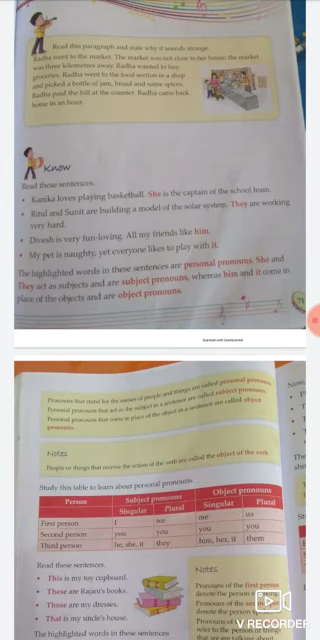 Read this paragraph and state why it sounds strange.
Radha went to the market. The market was not close to her house; the market
was three kilometres away. Radha wanted to buy
groceries. Radha went to the food section in a shop
and picked a bottle of jam, bread and some spices.
Radha paid the bill at the counter. Radha came back
home in an hour.
Know
Read these sentences.
• Kanika loves playing basketball. She is the captain of the school team.
• Ritul and Sunit are building a model of the solar system. They are working
very hard.
• Divesh is very fun-loving. All my friends like him.
• My pet is naughty, yet everyone likes to play with it.
The highlighted words in these sentences are personal pronouns. She and
They act as subjects and are subject pronouns, whereas him and it come in
place of the objects and are object pronouns.
71
Scanned with CamScanner
Pronouns that stand for the names of people and things are called personal pronouns.
Personal pronouns that act as the subject in a sentence are called subject pronouns.
Personal pronouns that come in place of the object in a sentence are called object
pronouns.
Notes
People or things that receive the action of the verb are called the object of the verb.
Study this table to learn about personal pronouns.
Person Subject pronouns Object pronouns
Singular Plural Singular Plural
First person I we me us
Second person you you you you
Third person he, she, it they him, her, it them
Read these sentences.
• This is my toy cupboard.
• These are Rajani's books.
• Those are my dresses.
• That is my uncle's house.
The highlighted words in these sentences
Notes
Pronouns of the first person
denote the person
Pronouns of the
denote the person
Pronouns of
refer to the person or things
that we are talking about
V RECORDER